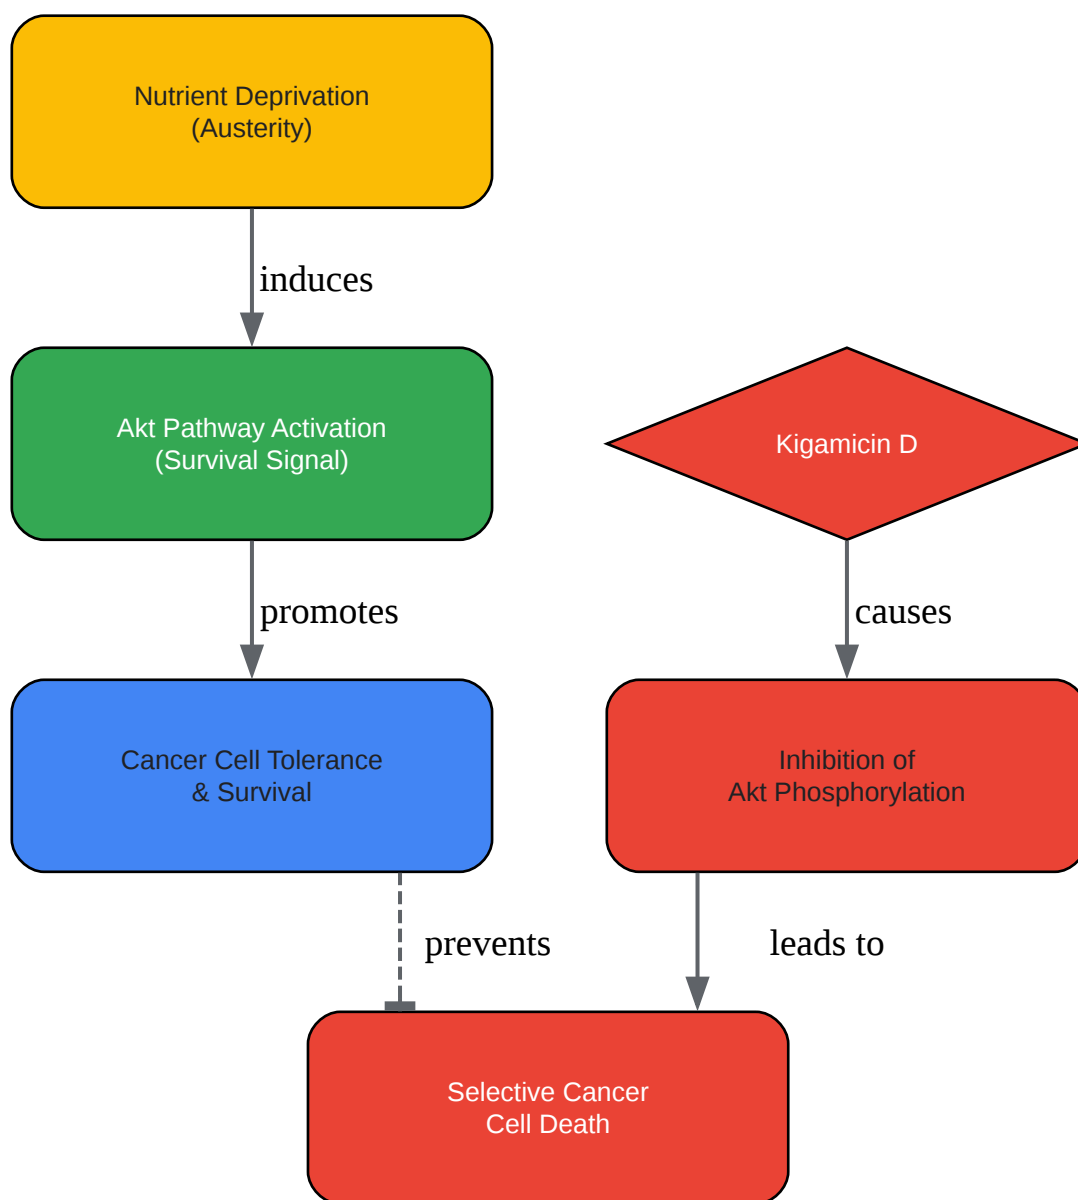 Nutrient Deprivation
(Austerity)
induces
Akt Pathway Activation
(Survival Signal)
Kigamicin D
promotes
causes
Cancer Cell Tolerance
& Survival
Inhibition of
Akt Phosphorylation
prevents
leads to
Selective Cancer
Cell Death